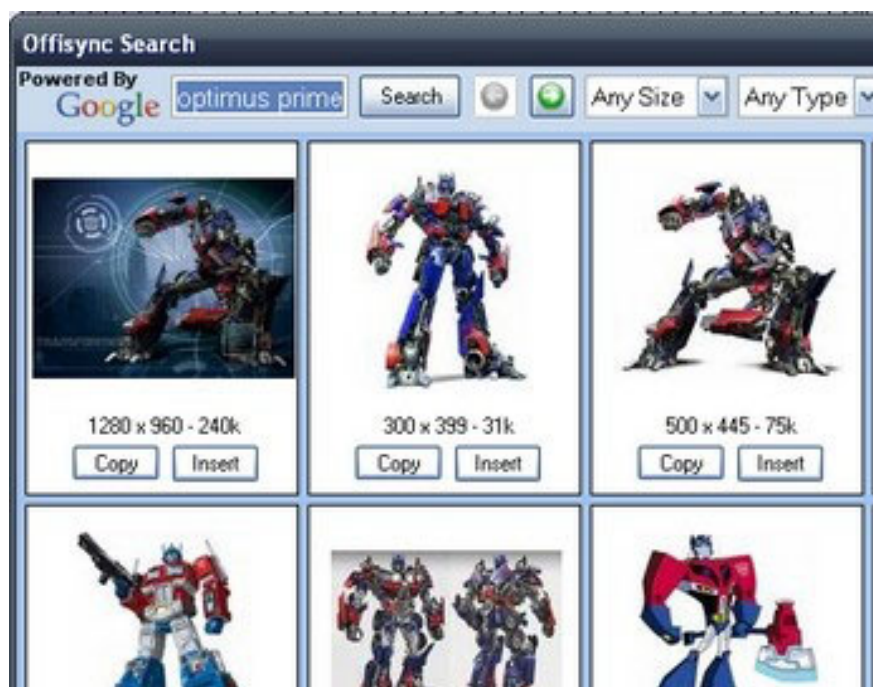 Offisync Search
Powered By
Google optimus prime Search Any Size Any Type
1280 x 960 - 240k 300 x 399 - 31k 500 x 445 - 75k
Copy Insert Copy Insert Copy Insert